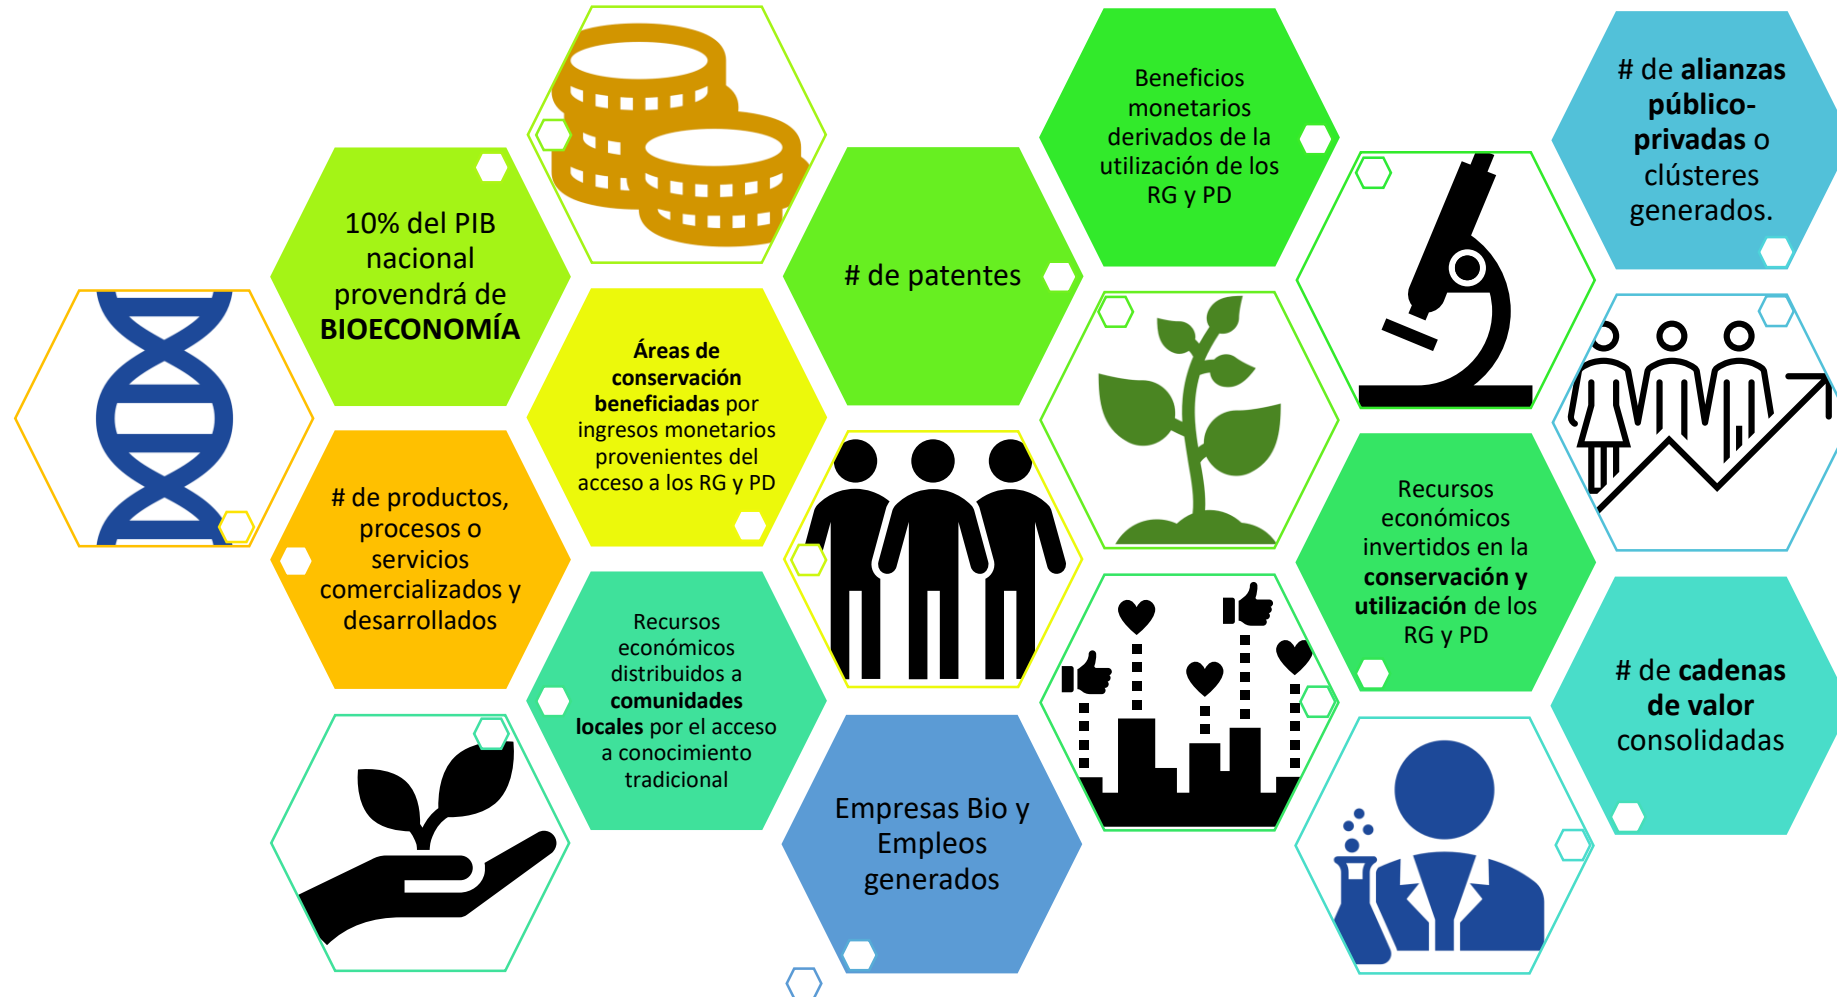 10% del PIB
nacional
provendrá de
BIOECONOMÍA
# de productos,
procesos o
servicios
comercializados y
desarrollados
Áreas de
conservación
beneficiadas por
ingresos monetarios
provenientes del
acceso a los RG y PD
Recursos
económicos
distribuidos a
comunidades
locales por el acceso
a conocimiento
tradicional
# de patentes
Empresas Bio y
Empleos
generados
Beneficios
monetarios
derivados de la
utilización de los
RG y PD
Recursos
económicos
invertidos en la
conservación y
utilización de los
RG y PD
# de alianzas
público-
privadas o
clústeres
generados.
# de cadenas
de valor
consolidadas